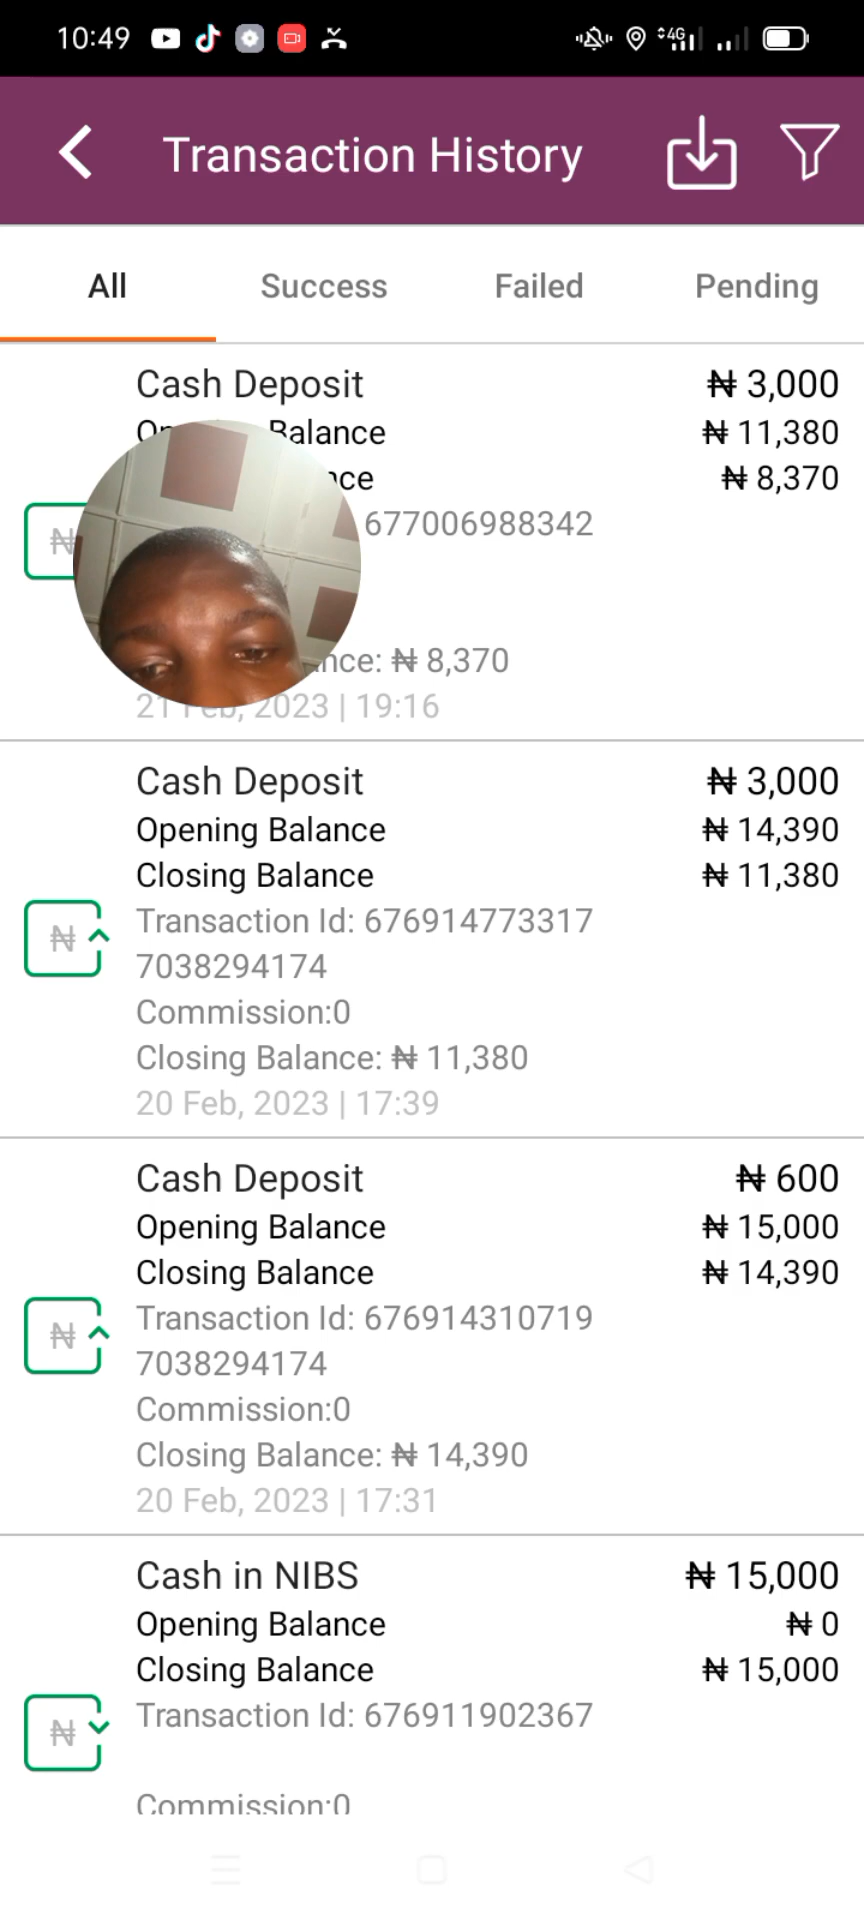 10:49 4G
Transaction History
All Success Failed Pending
Cash Deposit ₦ 3,000
Balance ₦ 11,380
₦ 8,370
677006988342
₦ 8,370
21 Feb, 2023 | 19:16
Cash Deposit ₦ 3,000
Opening Balance ₦ 14,390
Closing Balance ₦ 11,380
Transaction Id: 676914773317
₦ 7038294174
Commission:0
Closing Balance: ₦ 11,380
20 Feb, 2023 | 17:39
Cash Deposit ₦ 600
Opening Balance ₦ 15,000
Closing Balance ₦ 14,390
Transaction Id: 676914310719
₦ 7038294174
Commission:0
Closing Balance: ₦ 14,390
20 Feb, 2023 | 17:31
Cash in NIBS ₦ 15,000
Opening Balance ₦ 0
Closing Balance ₦ 15,000
Transaction Id: 676911902367
₦
Commission:0